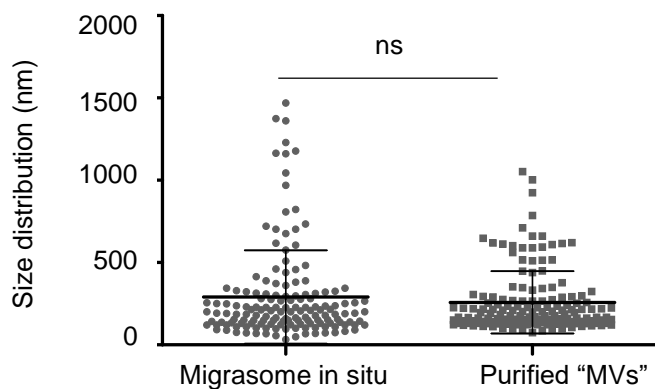 2000
ns
1500
1000
500
0
Size distribution (nm)
Migrasome in situ
Purified “MVs”